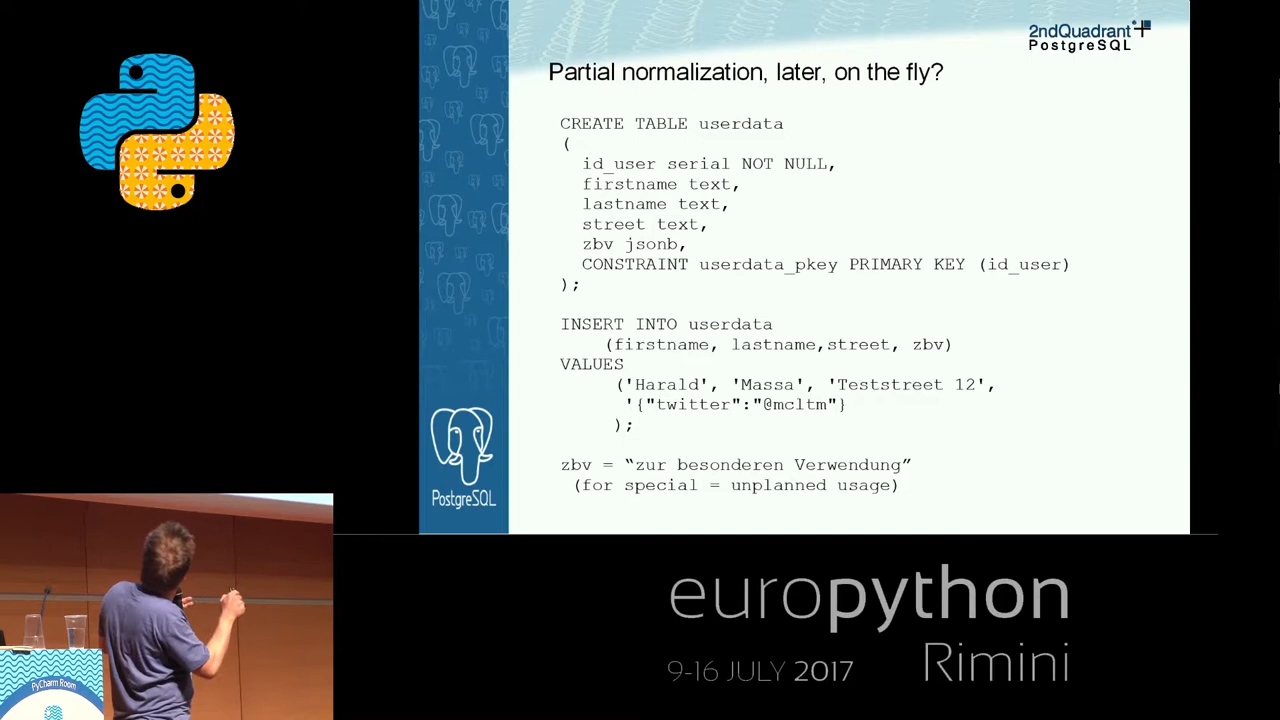 2ndQuadrant
PostgreSQL
Partial normalization, later, on the fly?
CREATE TABLE userdata
(
id_user serial NOT NULL,
firstname text,
lastname text,
street text,
zbv jsonb,
CONSTRAINT userdata_pkey PRIMARY KEY (id_user)
);
INSERT INTO userdata
(firstname, lastname,street, zbv)
VALUES
('Harald', 'Massa', 'Teststreet 12',
'{"twitter":"@mcltm"}
);
zbv = “zur besonderen Verwendung”
(for special = unplanned usage)
PostgreSQL
PyCharm Room
europython
Rimini
9-16 JULY 2017